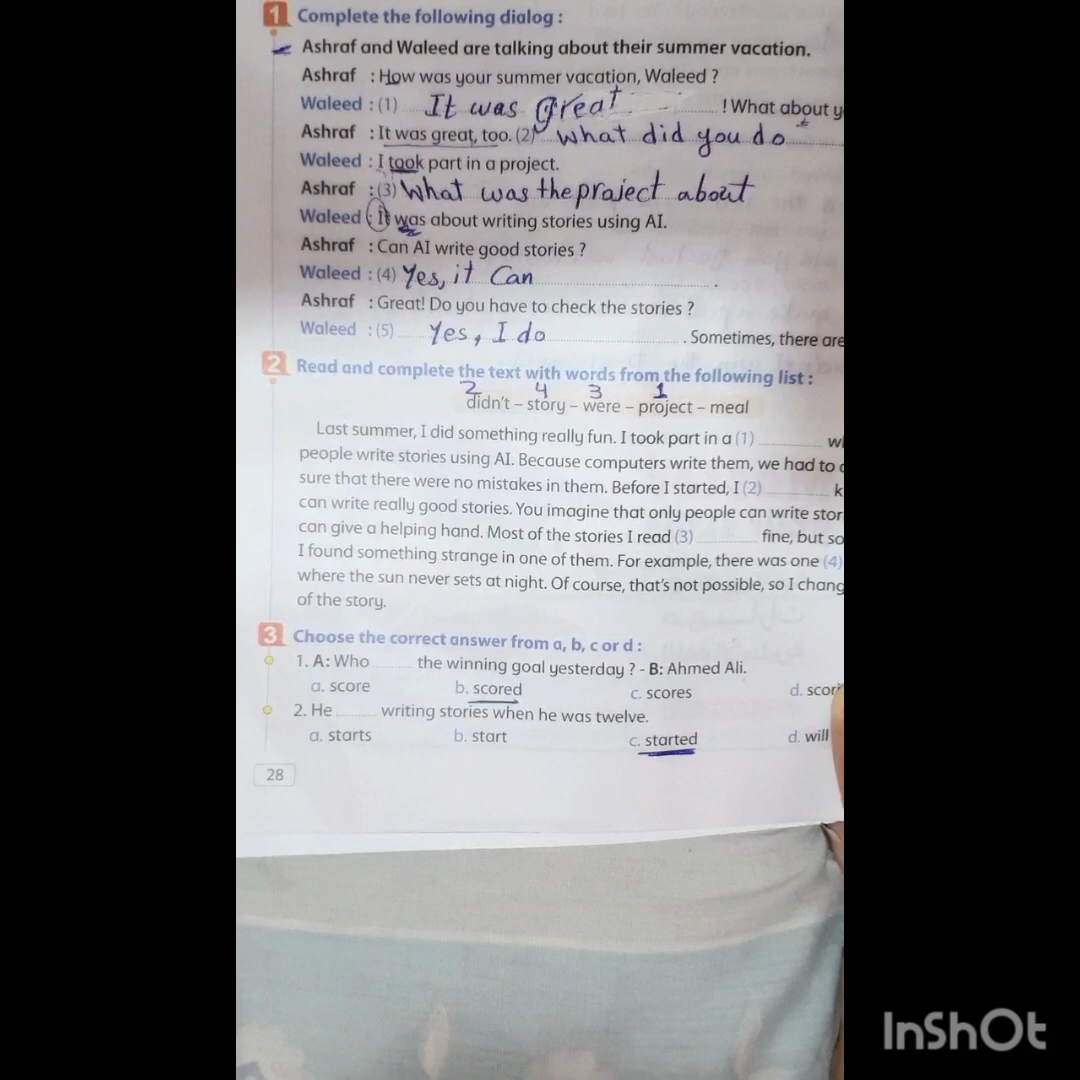 1 Complete the following dialog :
Ashraf and Waleed are talking about their summer vacation.
Ashraf : How was your summer vacation, Waleed ?
Waleed : (1) It was great ! What about y
Ashraf : It was great, too. (2) What did you do
Waleed : I took part in a project.
Ashraf : (3) What was the praject about
Waleed : It was about writing stories using AI.
Ashraf : Can AI write good stories ?
Waleed : (4) Yes, it Can .
Ashraf : Great! Do you have to check the stories ?
Waleed : (5) Yes, I do . Sometimes, there are
2 Read and complete the text with words from the following list :
2 4 3 1
didn't – story – were – project – meal
Last summer, I did something really fun. I took part in a (1) ............ w
people write stories using AI. Because computers write them, we had to
sure that there were no mistakes in them. Before I started, I (2) ............ k
can write really good stories. You imagine that only people can write stor
can give a helping hand. Most of the stories I read (3) ............ fine, but so
I found something strange in one of them. For example, there was one (4)
where the sun never sets at night. Of course, that's not possible, so I chang
of the story.
3 Choose the correct answer from a, b, c or d :
1. A: Who ........ the winning goal yesterday ? - B: Ahmed Ali.
a. score b. scored c. scores d. scori
2. He ........ writing stories when he was twelve.
a. starts b. start c. started d. will
28
InShOt